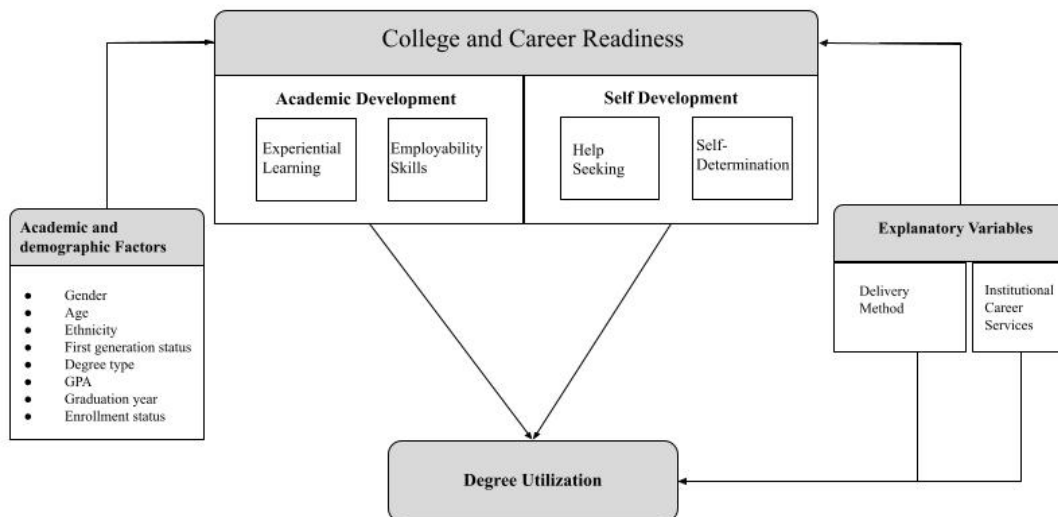 College and Career Readiness
Academic Development
Self Development
Experiential
Learning
Employability
Skills
Help
Seeking
Self-
Determination
Academic and
demographic Factors
● Gender
● Age
● Ethnicity
● First generation status
● Degree type
● GPA
● Graduation year
● Enrollment status
Explanatory Variables
Delivery
Method
Institutional
Career
Services
Degree Utilization